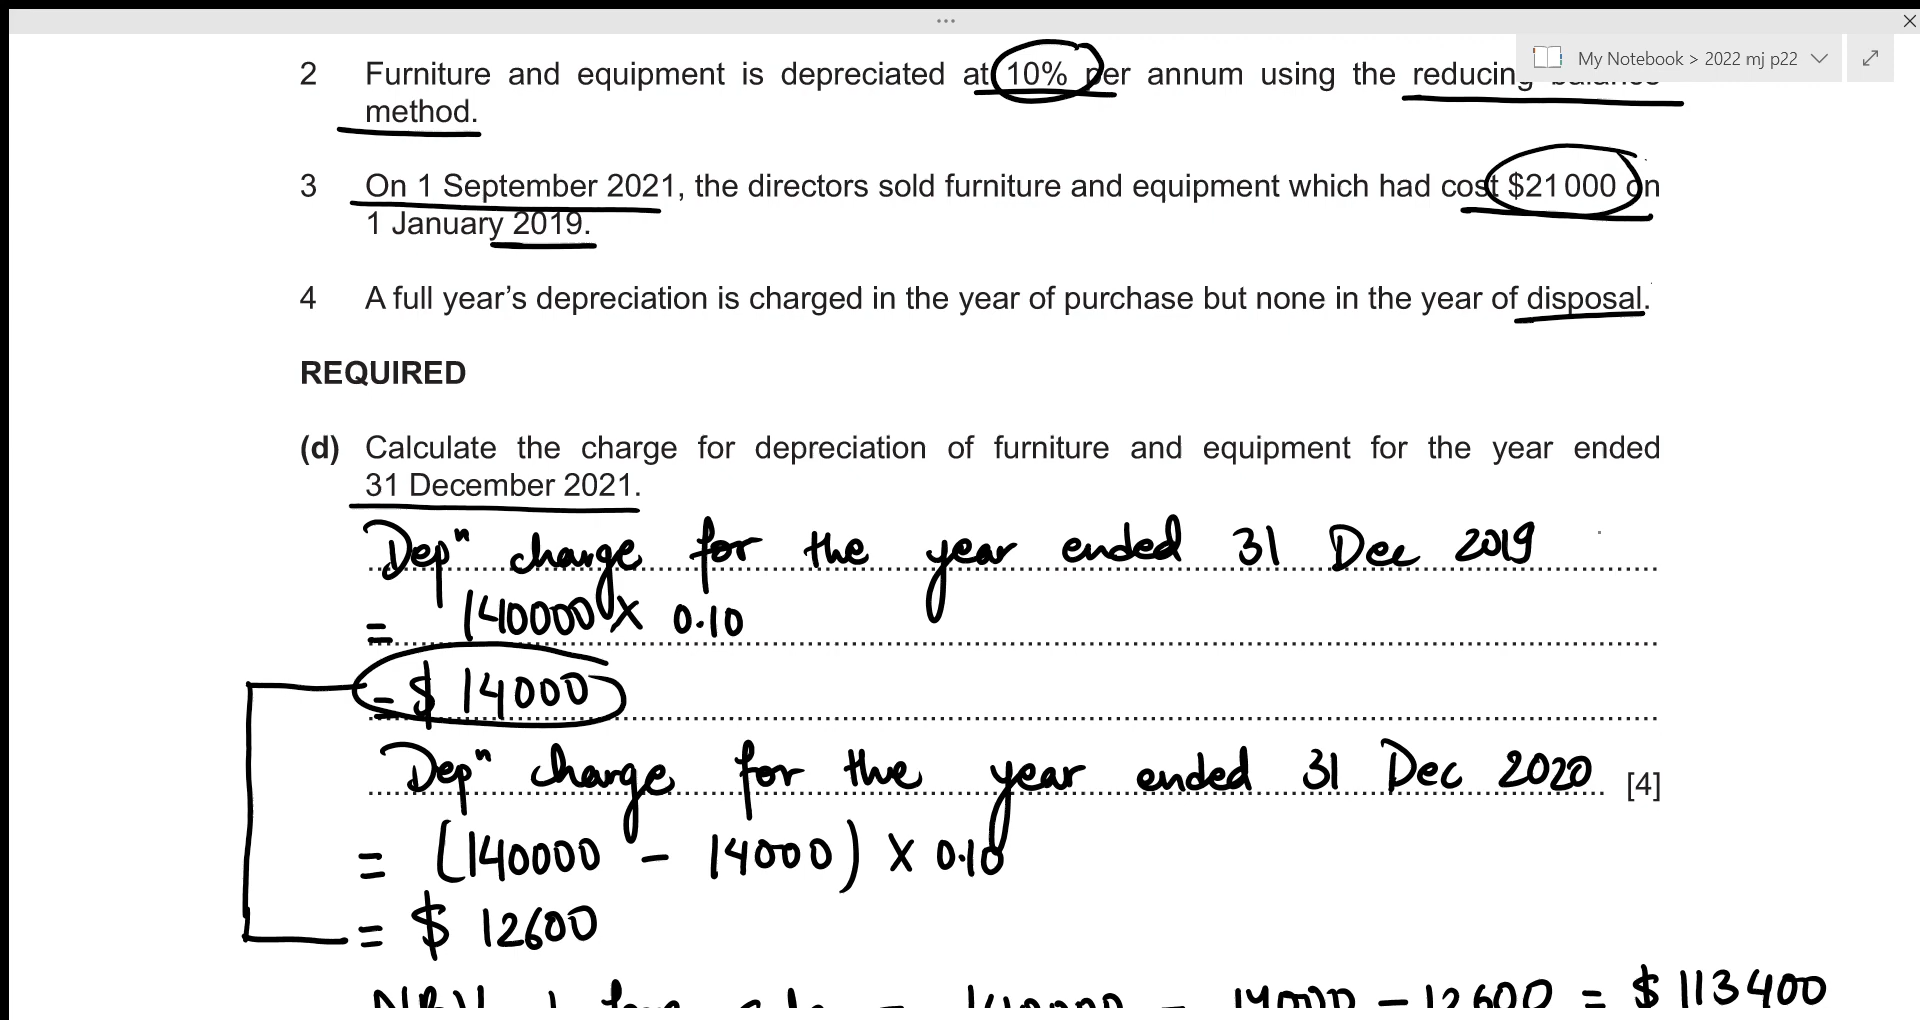 My Notebook > 2022 mj p22
2 Furniture and equipment is depreciated at 10% per annum using the reducing balance
method.
3 On 1 September 2021, the directors sold furniture and equipment which had cost $21 000 on
1 January 2019.
4 A full year's depreciation is charged in the year of purchase but none in the year of disposal.
REQUIRED
(d) Calculate the charge for depreciation of furniture and equipment for the year ended
31 December 2021.
Depⁿ charge for the year ended 31 Dec 2019
= 140000 X 0.10
= $ 14000
Depⁿ charge for the year ended 31 Dec 2020
[4]
= (140000 - 14000) X 0.10
= $ 12600
= 140000 - 14000 - 12600 = $ 113400